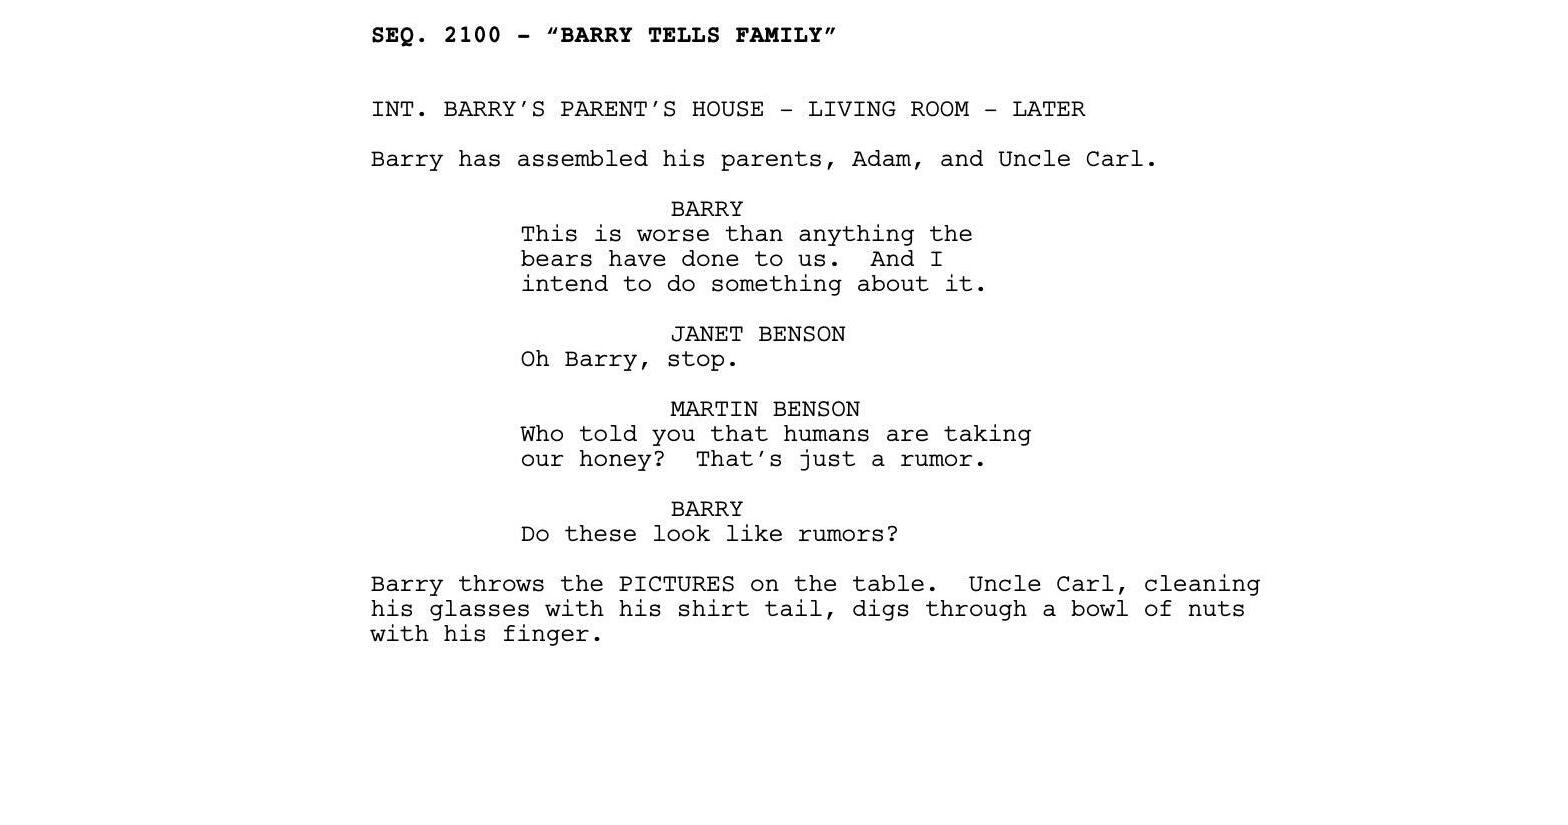 SEQ. 2100 - “BARRY TELLS FAMILY”
INT. BARRY’S PARENT’S HOUSE – LIVING ROOM – LATER
Barry has assembled his parents, Adam, and Uncle Carl.
BARRY
This is worse than anything the
bears have done to us.  And I
intend to do something about it.
JANET BENSON
Oh Barry, stop.
MARTIN BENSON
Who told you that humans are taking
our honey?  That’s just a rumor.
BARRY
Do these look like rumors?
Barry throws the PICTURES on the table.  Uncle Carl, cleaning
his glasses with his shirt tail, digs through a bowl of nuts
with his finger.